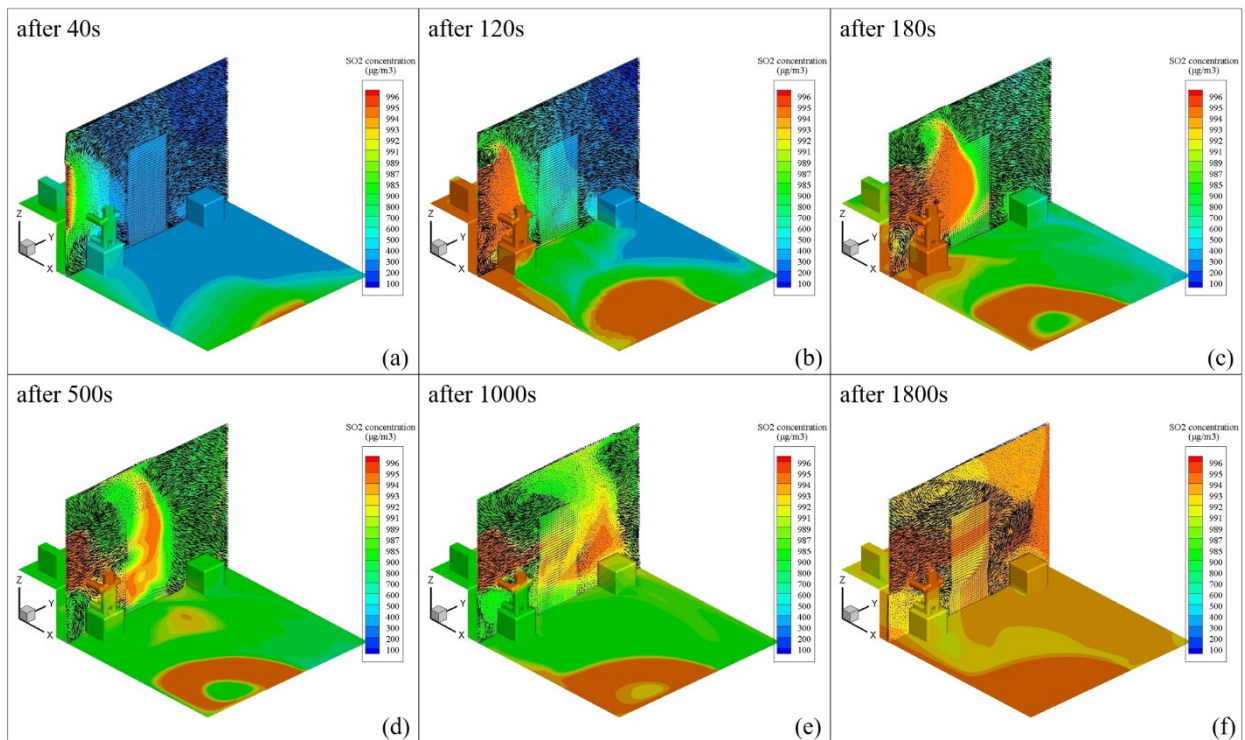 after 40s
SO2 concentration
(μg/m3)
996
995
994
993
992
991
989
987
985
900
800
700
600
500
400
300
200
100
Z
Y
X
(a)
after 120s
SO2 concentration
(μg/m3)
996
995
994
993
992
991
989
987
985
900
800
700
600
500
400
300
200
100
Z
Y
X
(b)
after 180s
SO2 concentration
(μg/m3)
996
995
994
993
992
991
989
987
985
900
800
700
600
500
400
300
200
100
Z
Y
X
(c)
after 500s
SO2 concentration
(μg/m3)
996
995
994
993
992
991
989
987
985
900
800
700
600
500
400
300
200
100
Z
Y
X
(d)
after 1000s
SO2 concentration
(μg/m3)
996
995
994
993
992
991
989
987
985
900
800
700
600
500
400
300
200
100
Z
Y
X
(e)
after 1800s
SO2 concentration
(μg/m3)
996
995
994
993
992
991
989
987
985
900
800
700
600
500
400
300
200
100
Z
Y
X
(f)